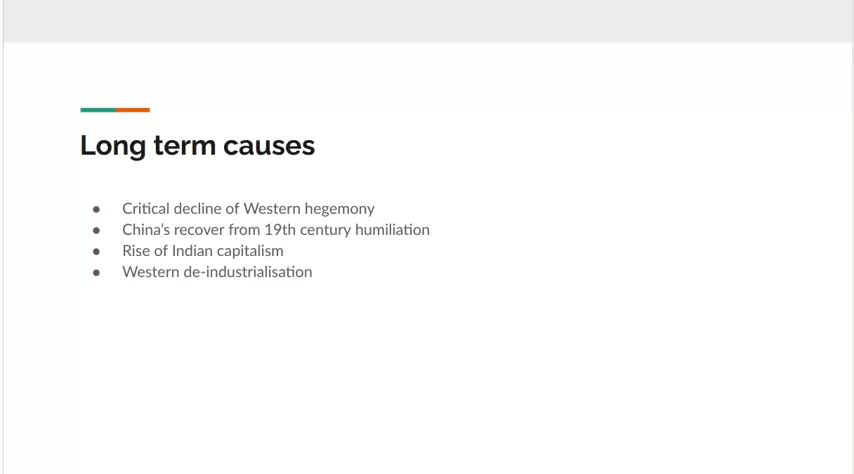 Long term causes
● Critical decline of Western hegemony
● China's recover from 19th century humiliation
● Rise of Indian capitalism
● Western de-industrialisation